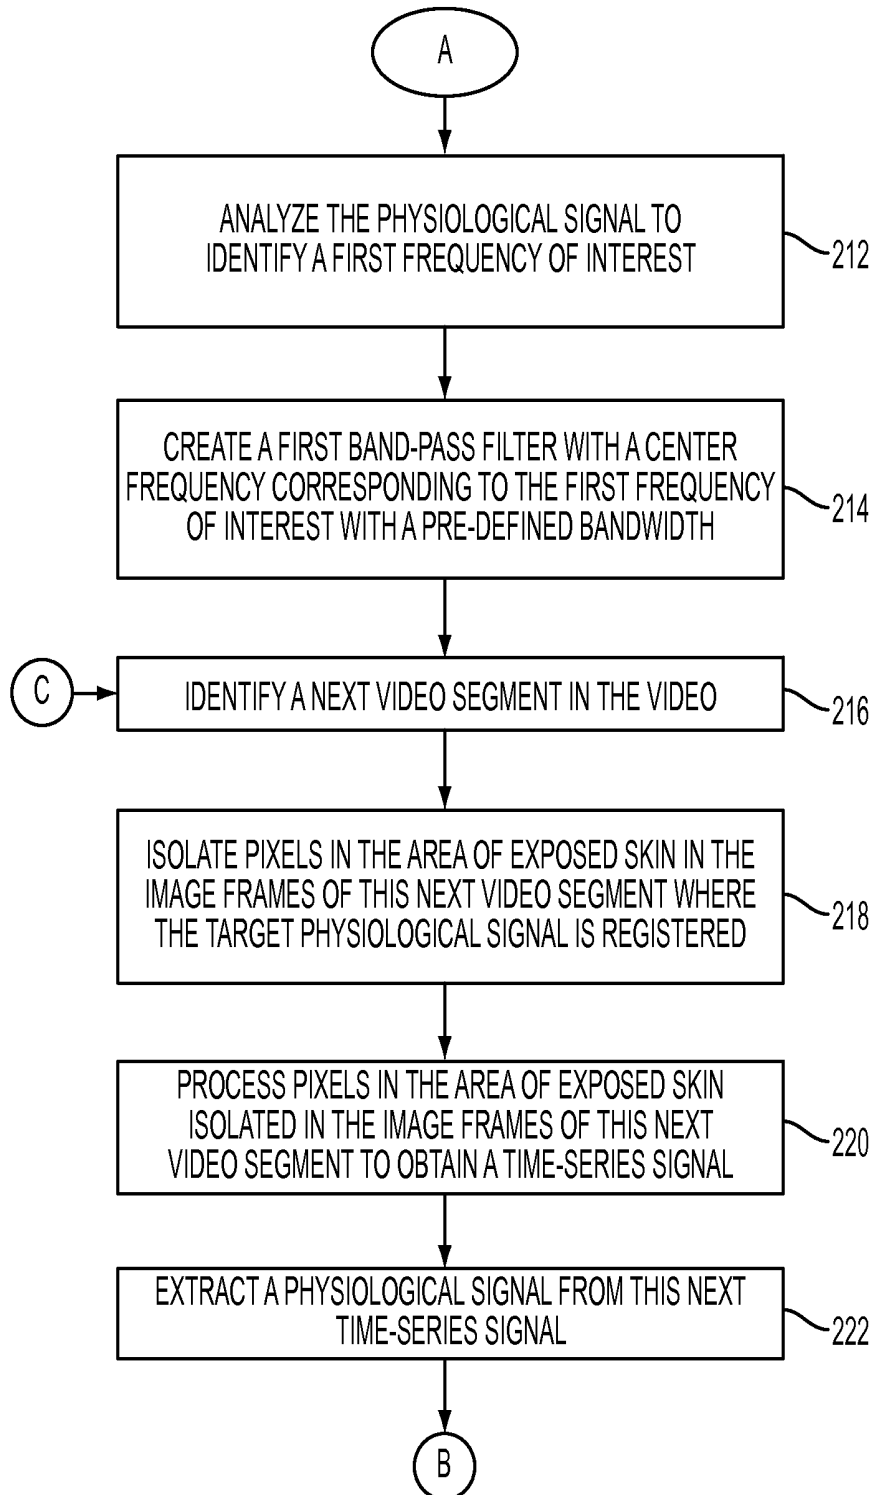 A
ANALYZE THE PHYSIOLOGICAL SIGNAL TO
IDENTIFY A FIRST FREQUENCY OF INTEREST
212
CREATE A FIRST BAND-PASS FILTER WITH A CENTER
FREQUENCY CORRESPONDING TO THE FIRST FREQUENCY
OF INTEREST WITH A PRE-DEFINED BANDWIDTH
214
C
IDENTIFY A NEXT VIDEO SEGMENT IN THE VIDEO
216
ISOLATE PIXELS IN THE AREA OF EXPOSED SKIN IN THE
IMAGE FRAMES OF THIS NEXT VIDEO SEGMENT WHERE
THE TARGET PHYSIOLOGICAL SIGNAL IS REGISTERED
218
PROCESS PIXELS IN THE AREA OF EXPOSED SKIN
ISOLATED IN THE IMAGE FRAMES OF THIS NEXT
VIDEO SEGMENT TO OBTAIN A TIME-SERIES SIGNAL
220
EXTRACT A PHYSIOLOGICAL SIGNAL FROM THIS NEXT
TIME-SERIES SIGNAL
222
B